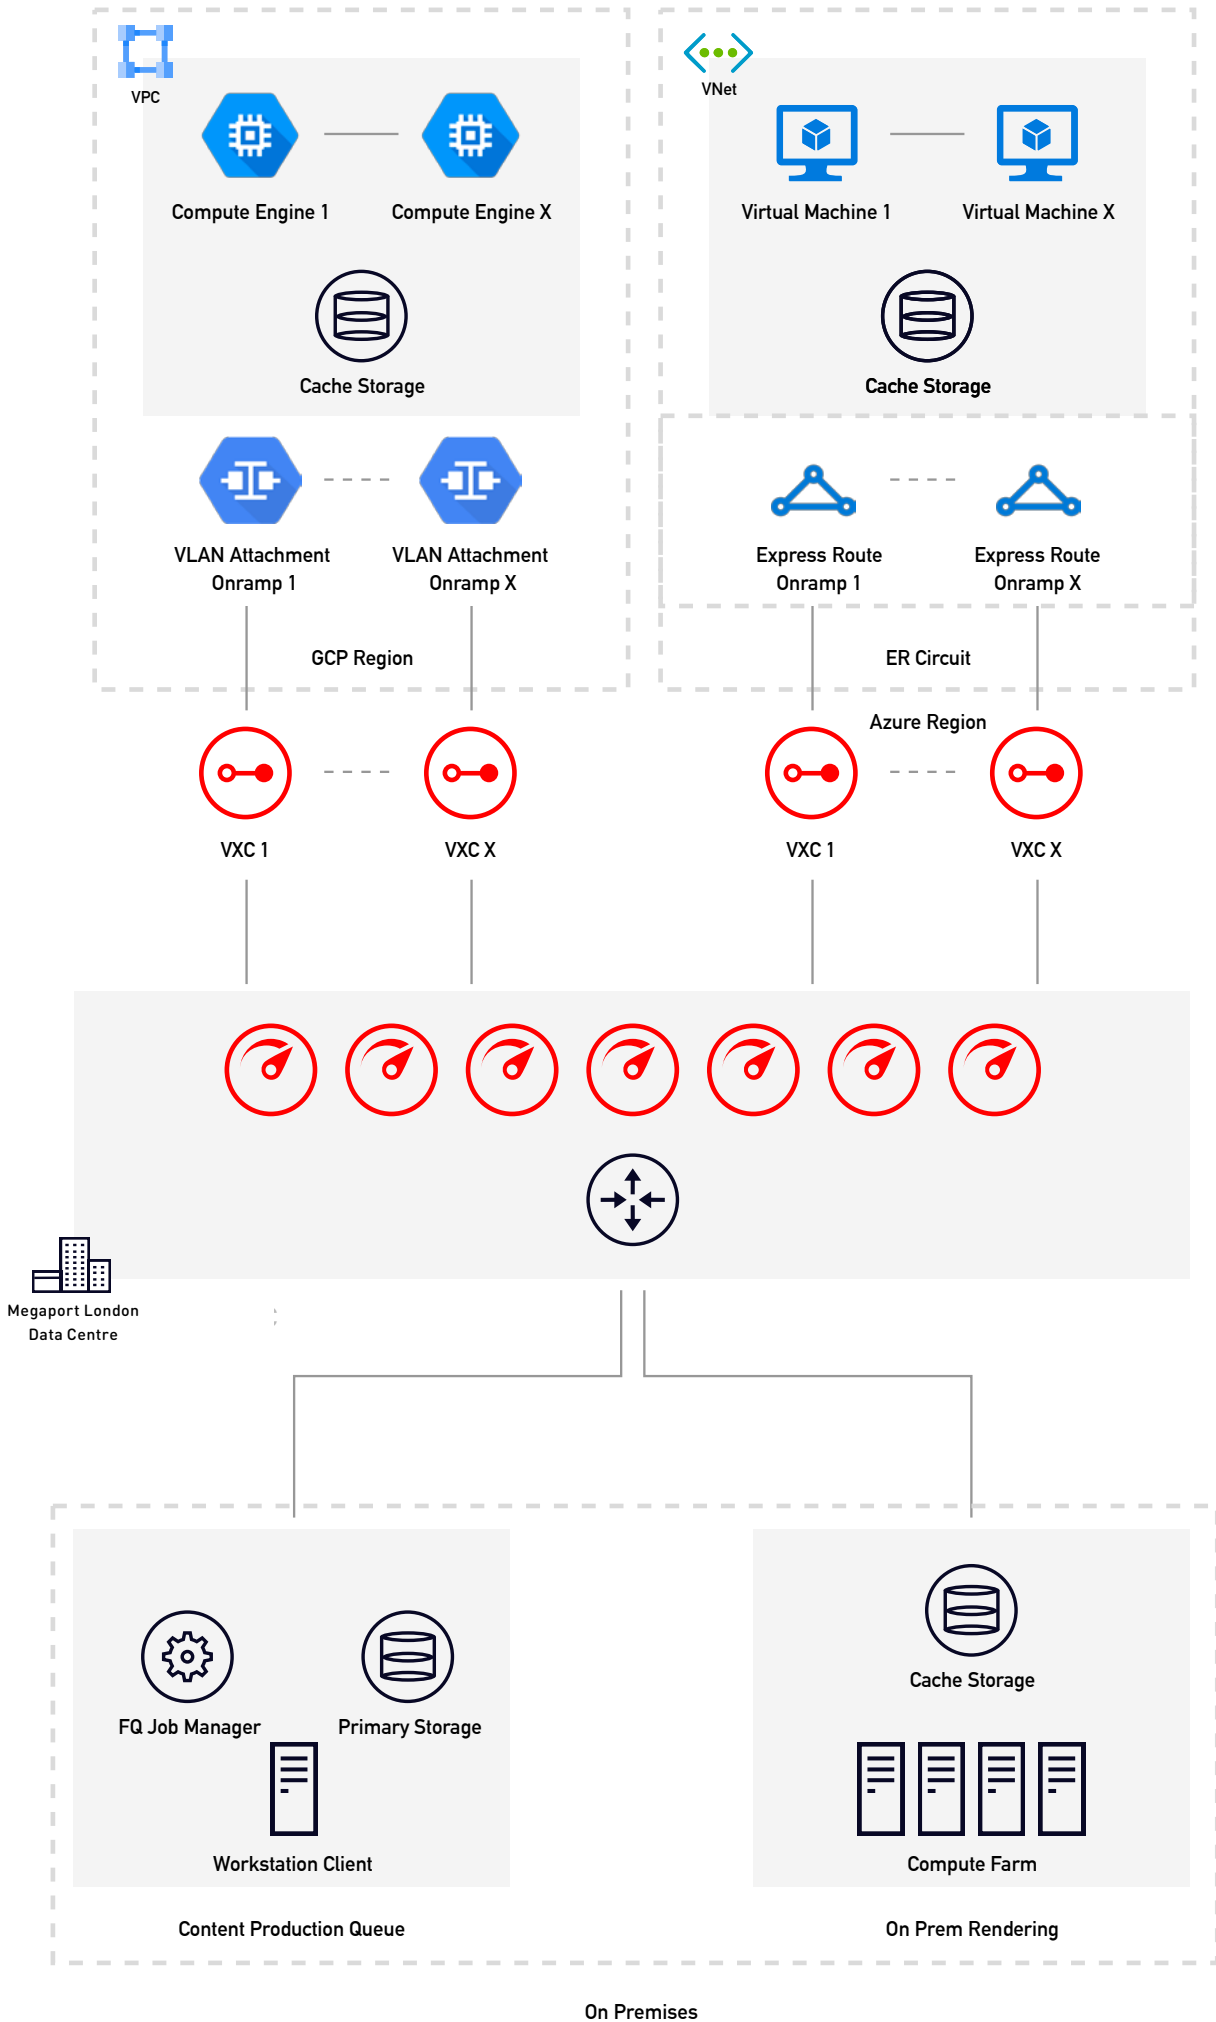 VPC
VNet
Compute Engine 1
Compute Engine X
Virtual Machine 1
Virtual Machine X
Cache Storage
Cache Storage
VLAN Attachment
Onramp 1
VLAN Attachment
Onramp X
Express Route
Onramp 1
Express Route
Onramp X
GCP Region
ER Circuit
Azure Region
VXC 1
VXC X
VXC 1
VXC X
Megaport London
Data Centre
FQ Job Manager
Primary Storage
Workstation Client
Content Production Queue
Cache Storage
Compute Farm
On Prem Rendering
On Premises